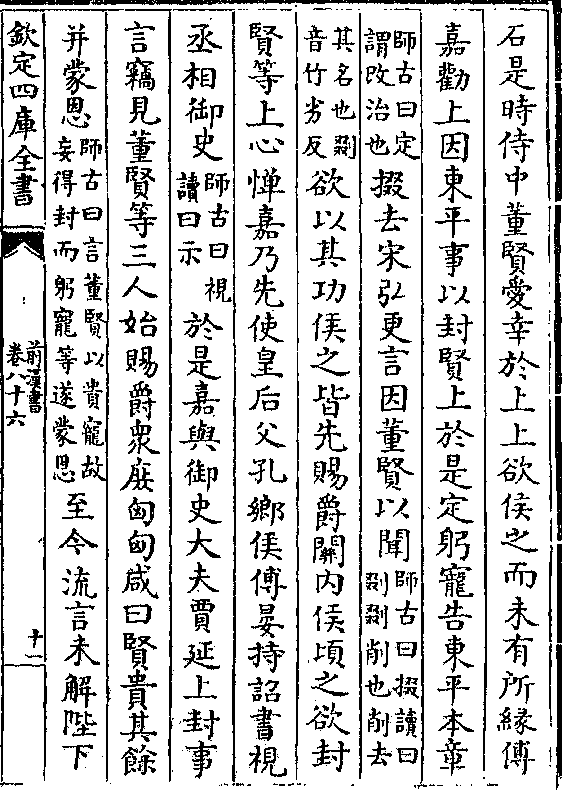 石是時侍中董賢愛幸於上上欲侯之而未有所緣傅
嘉勸上因東平事以封賢上於是定躬寵告東平本章
師古曰定
謂改治也
掇去宋弘更言因董賢以聞
師古曰掇讀曰
剟剟削也削去
其名也剟
音竹劣反
欲以其功侯之皆先賜爵關内侯頃之欲封
賢等上心憚嘉乃先使皇后父孔鄉侯傅晏持詔書視
丞相御史
師古曰視
讀曰示
於是嘉與御史大夫賈延上封事
言竊見董賢等三人始賜爵衆庶匈匈咸曰賢貴其餘
并蒙恩
師古曰言董賢以貴寵故
妄得封而躬寵等遂蒙恩
至今流言未解陛下
欽定四庫全書
前漢書
卷八十六
十一